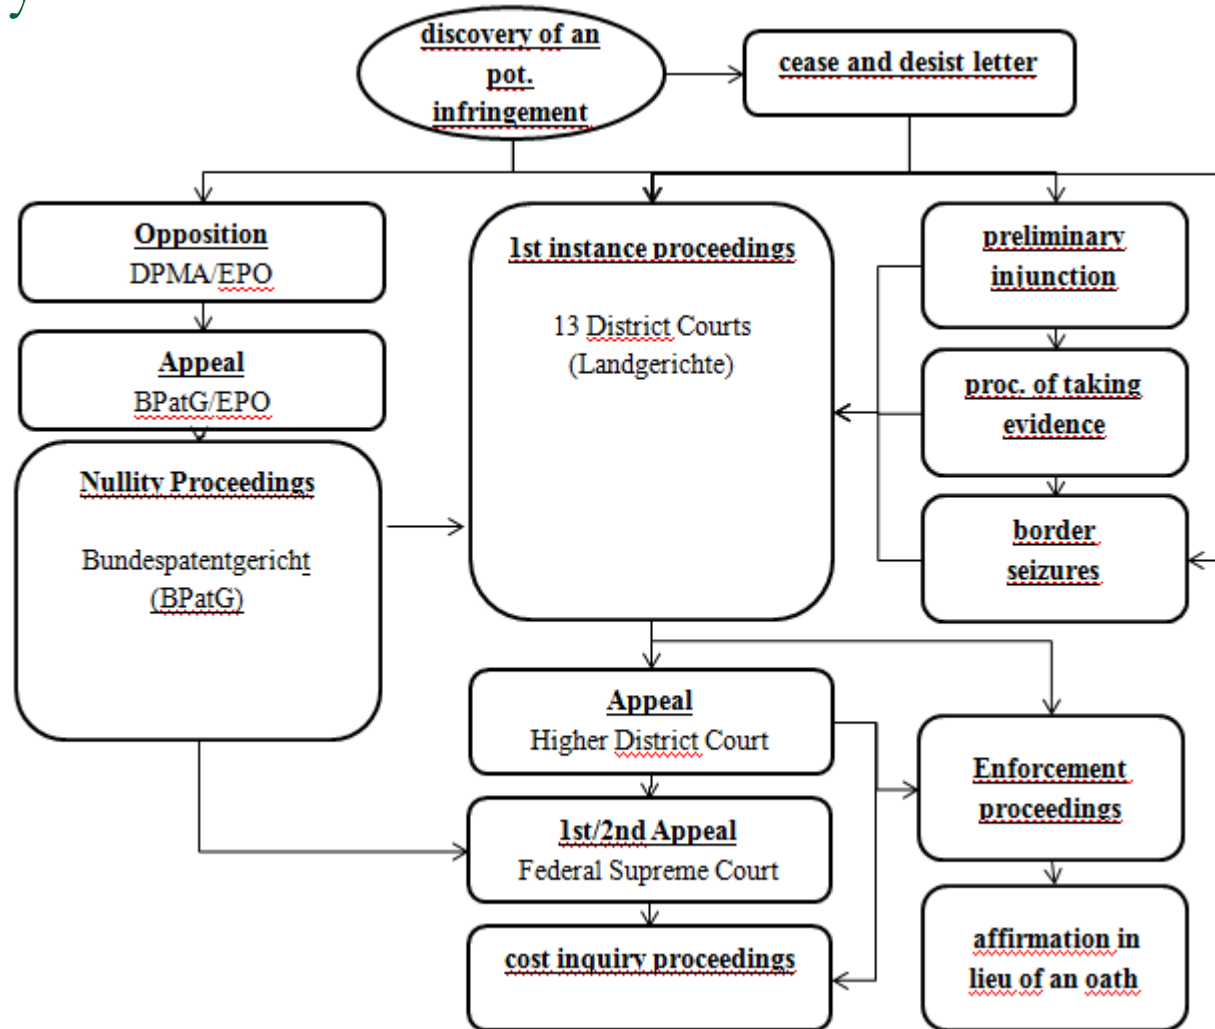 y
discovery of an
pot.
infringement
cease and desist letter
Opposition
DPMA/EPO
1st instance proceedings
13 District Courts
(Landgerichte)
preliminary
injunction
Appeal
BPatG/EPO
proc. of taking
evidence
Nullity Proceedings
Bundespatentgericht
(BPatG)
border
seizures
Appeal
Higher District Court
Enforcement
proceedings
1st/2nd Appeal
Federal Supreme Court
cost inquiry proceedings
affirmation in
lieu of an oath